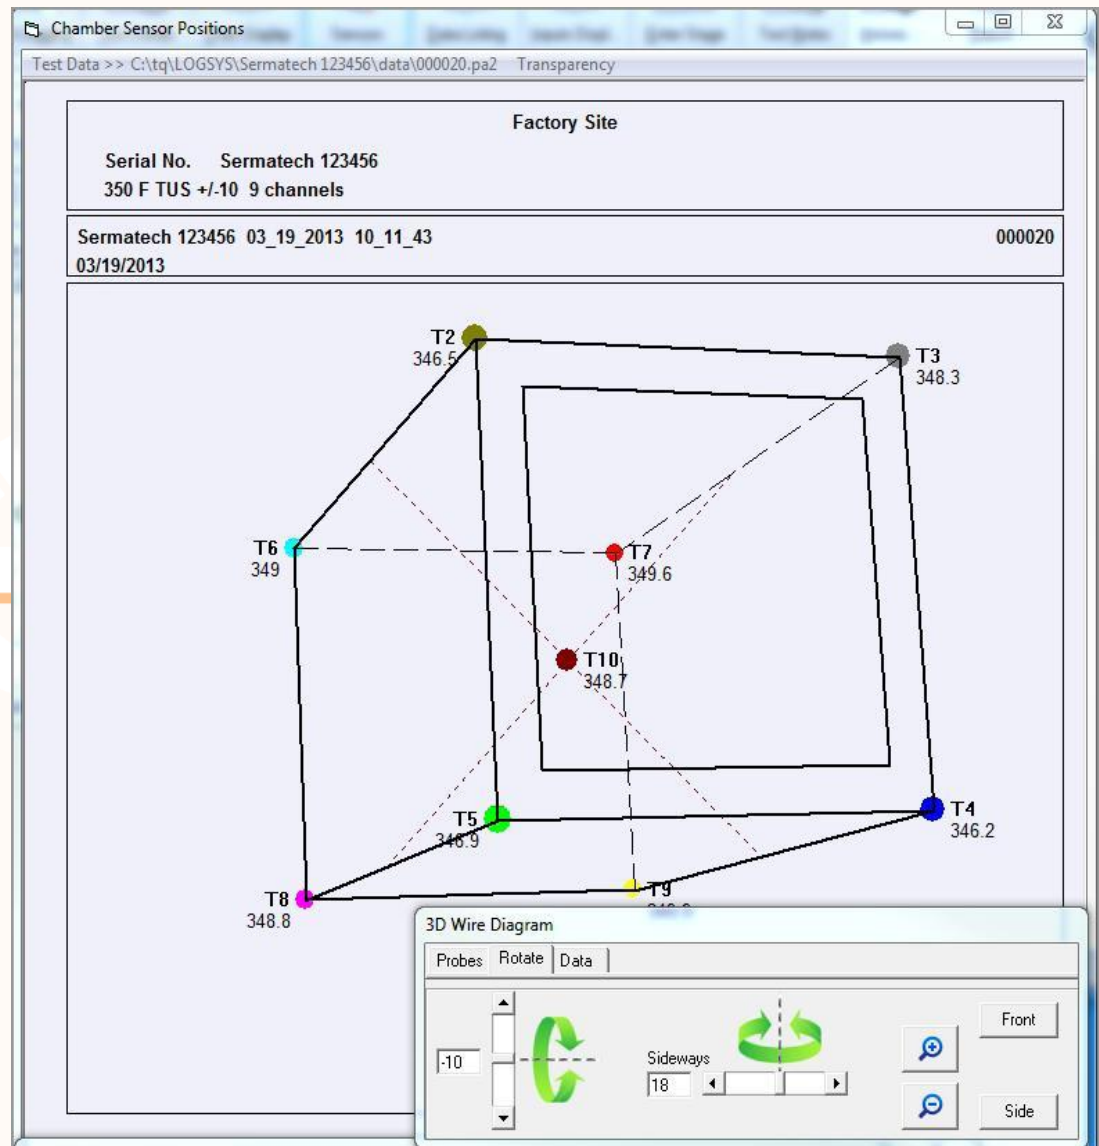 Chamber Sensor Positions
Test Data >> C:\tq\LOGSYS\Sermatech 123456\data\000020.pa2 Transparency
Factory Site
Serial No. Sermatech 123456
350 F TUS +/-10 9 channels
Sermatech 123456 03_19_2013 10_11_43 000020
03/19/2013
T2
346.5
T3
348.3
T6
349
T7
349.6
T10
348.7
T5
T4
346.2
T8
348.8
T9
3D Wire Diagram
Probes Rotate Data
Front
-10
Sideways
18
Side